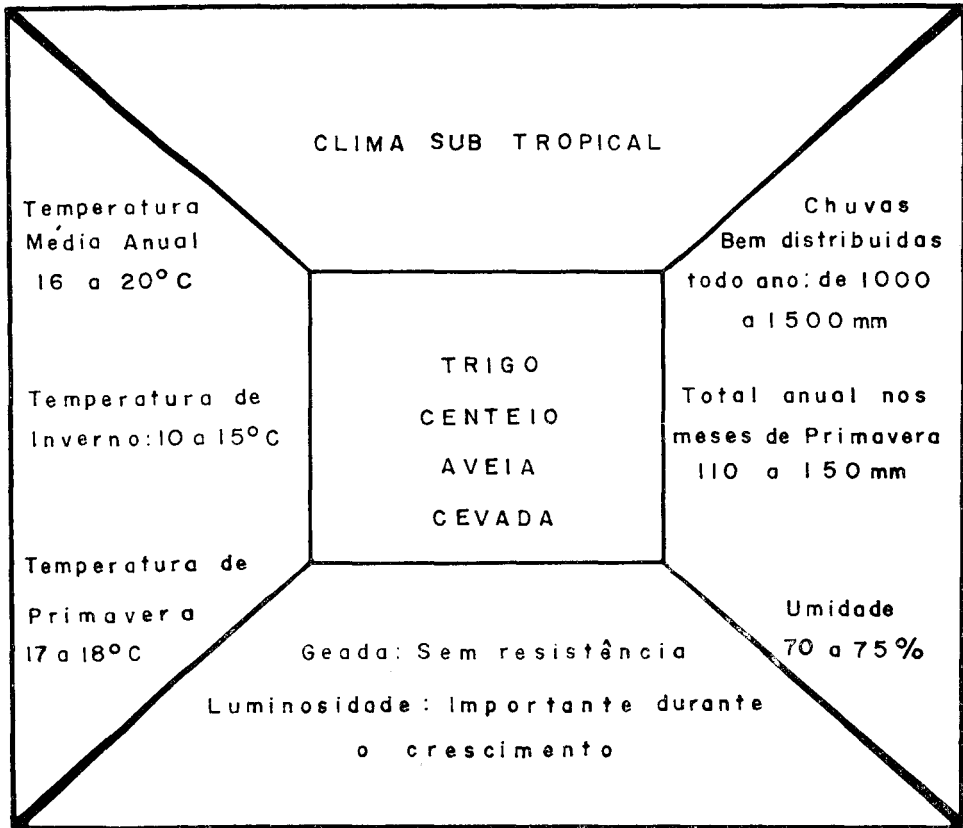 CLIMA SUB TROPICAL
Temperatura
Média Anual
16 a 20°C
Temperatura de
Inverno: 10 a 15°C
Temperatura de
Primavera
17 a 18°C
TRIGO
CENTEIO
AVEIA
CEVADA
Chuvas
Bem distribuidas
todo ano: de 1000
a 1500 mm
Total anual nos
meses de Primavera
110 a 150 mm
Umidade
70 a 75%
Geada: Sem resistência
Luminosidade: Importante durante
o crescimento